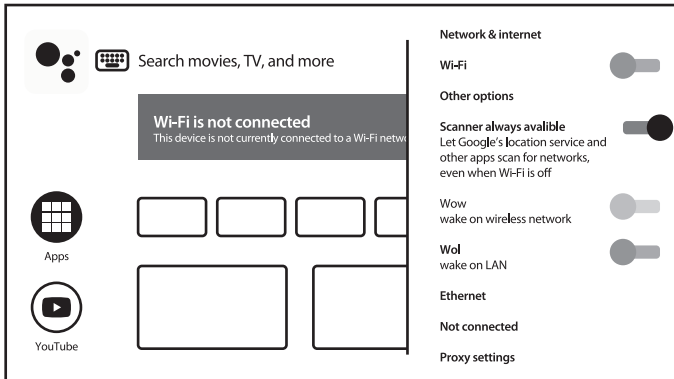 Search movies, TV, and more
Wi-Fi is not connected
This device is not currently connected to a Wi-Fi netwo
Apps
YouTube
Network & internet
Wi-Fi
Other options
Scanner always avalible
Let Google's location service and
other apps scan for networks,
even when Wi-Fi is off
Wow
wake on wireless network
Wol
wake on LAN
Ethernet
Not connected
Proxy settings